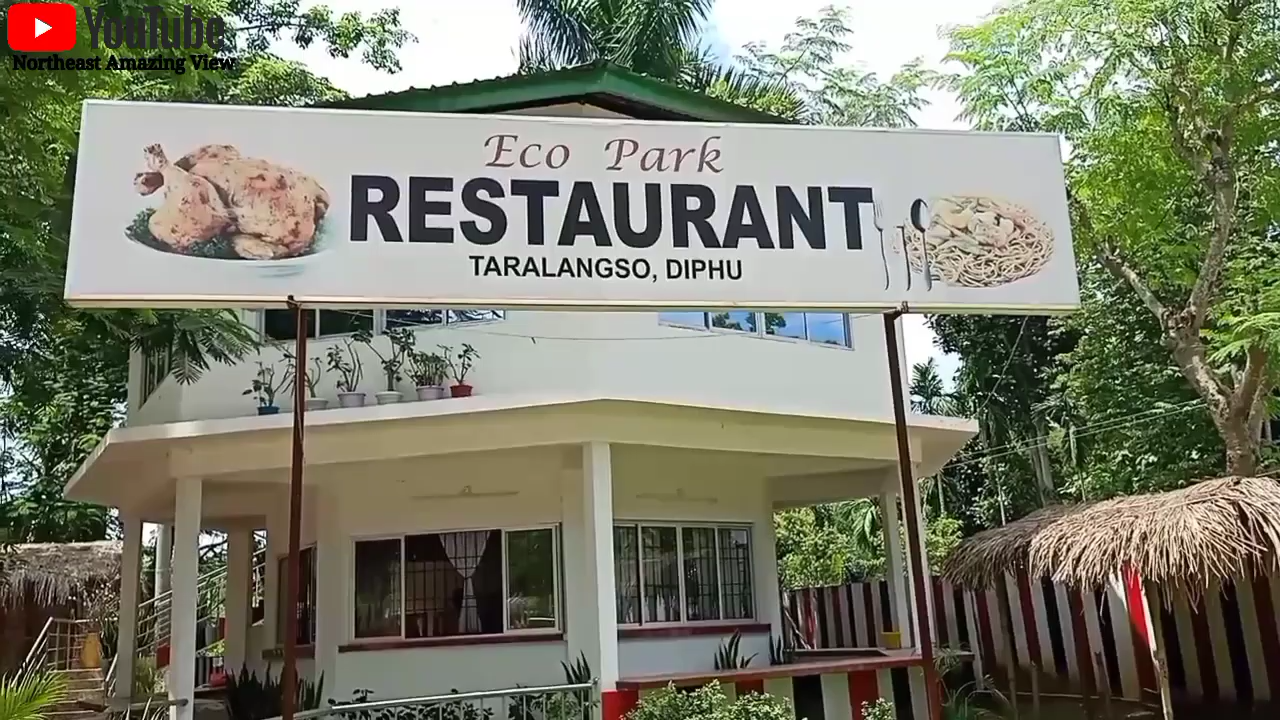 YouTube
Northeast Amazing View
Eco Park
RESTAURANT
TARALANGSO, DIPHU